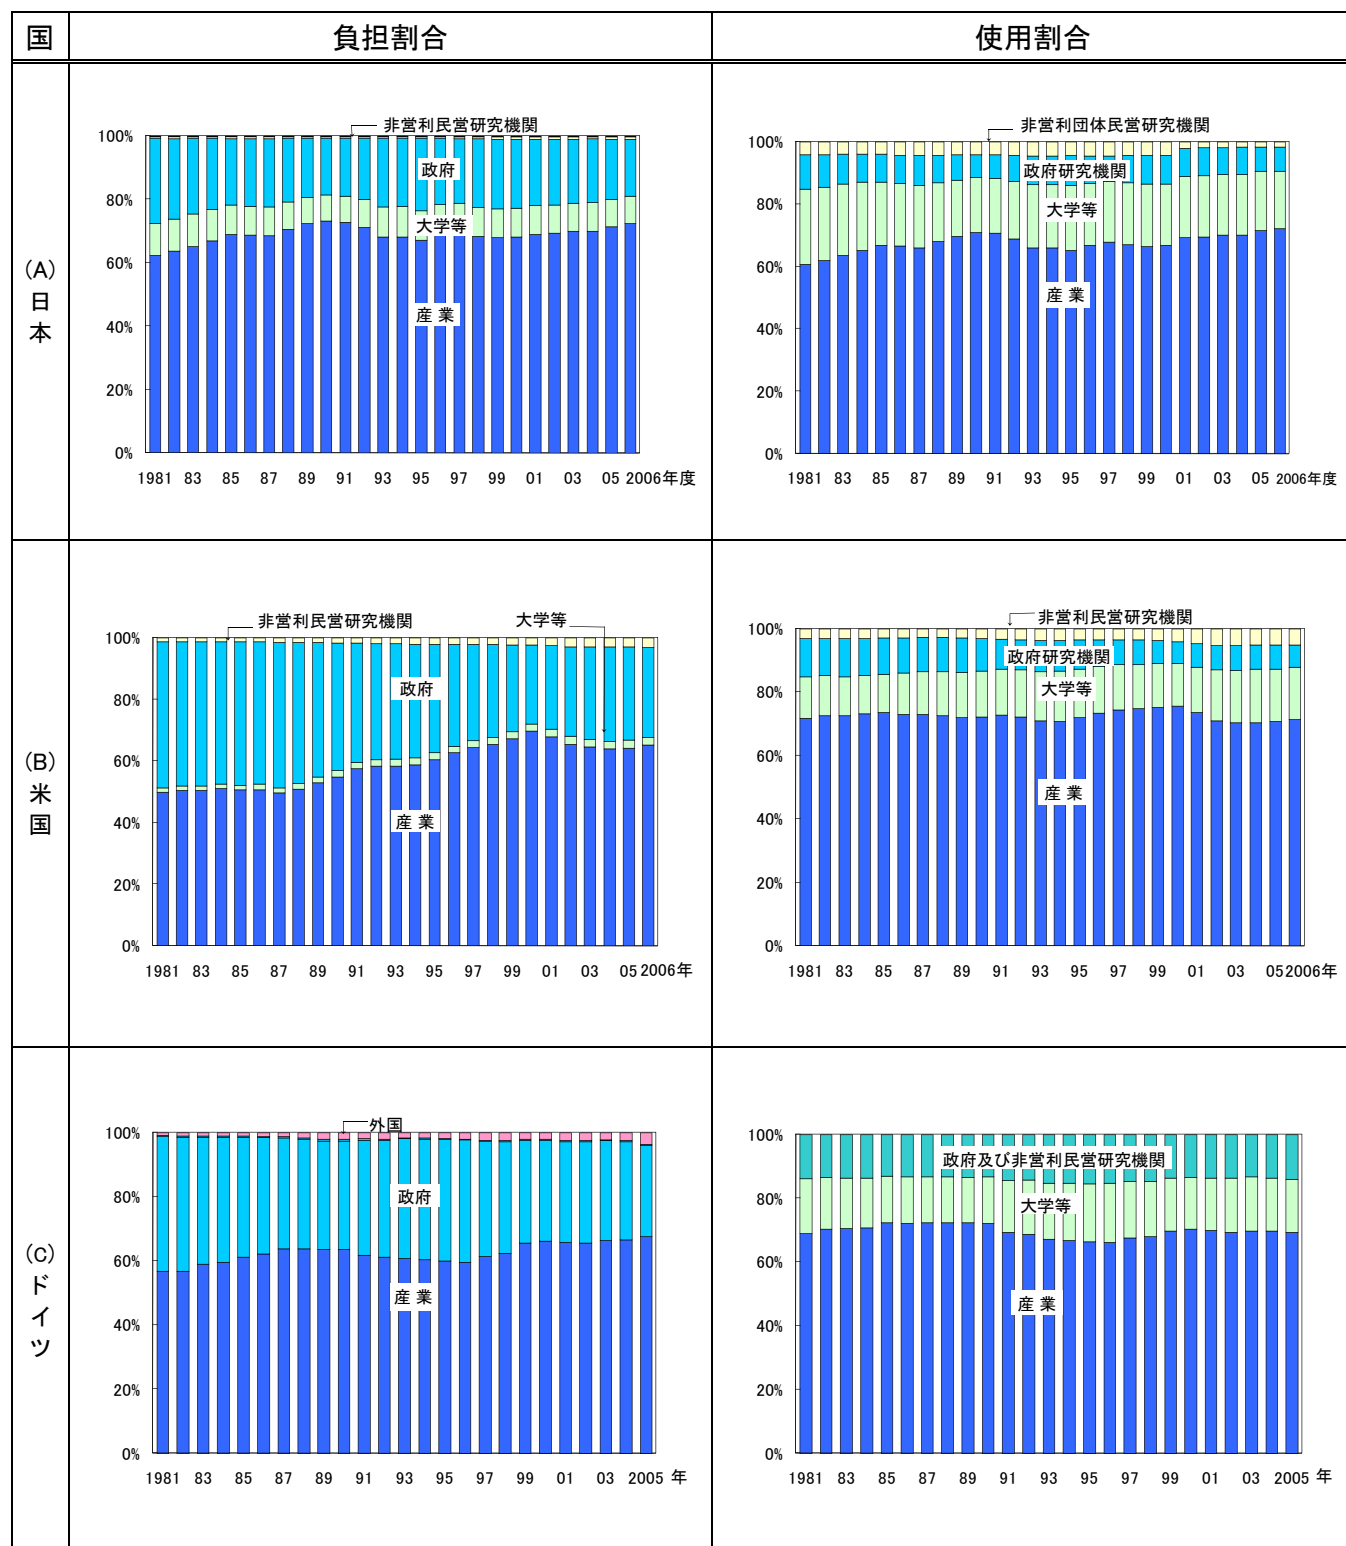 国 負担割合 使用割合
(A)
日
本
非営利民営研究機関
政府
大学等
産 業
100%
80%
60%
40%
20%
0%
1981 83 85 87 89 91 93 95 97 99 01 03 05 2006年度
非営利団体民営研究機関
政府研究機関
大学等
産 業
100%
80%
60%
40%
20%
0%
1981 83 85 87 89 91 93 95 97 99 01 03 05 2006年度
(B)
米
国
非営利民営研究機関
大学等
政府
産 業
100%
80%
60%
40%
20%
0%
1981 83 85 87 89 91 93 95 97 99 01 03 05 2006年
非営利民営研究機関
政府研究機関
大学等
産 業
100%
80%
60%
40%
20%
0%
1981 83 85 87 89 91 93 95 97 99 01 03 05 2006年
(C)
ド
イ
ツ
外国
政府
産 業
100%
80%
60%
40%
20%
0%
1981 83 85 87 89 91 93 95 97 99 01 03 2005 年
政府及び非営利民営研究機関
大学等
産 業
100%
80%
60%
40%
20%
0%
1981 83 85 87 89 91 93 95 97 99 01 03 2005 年